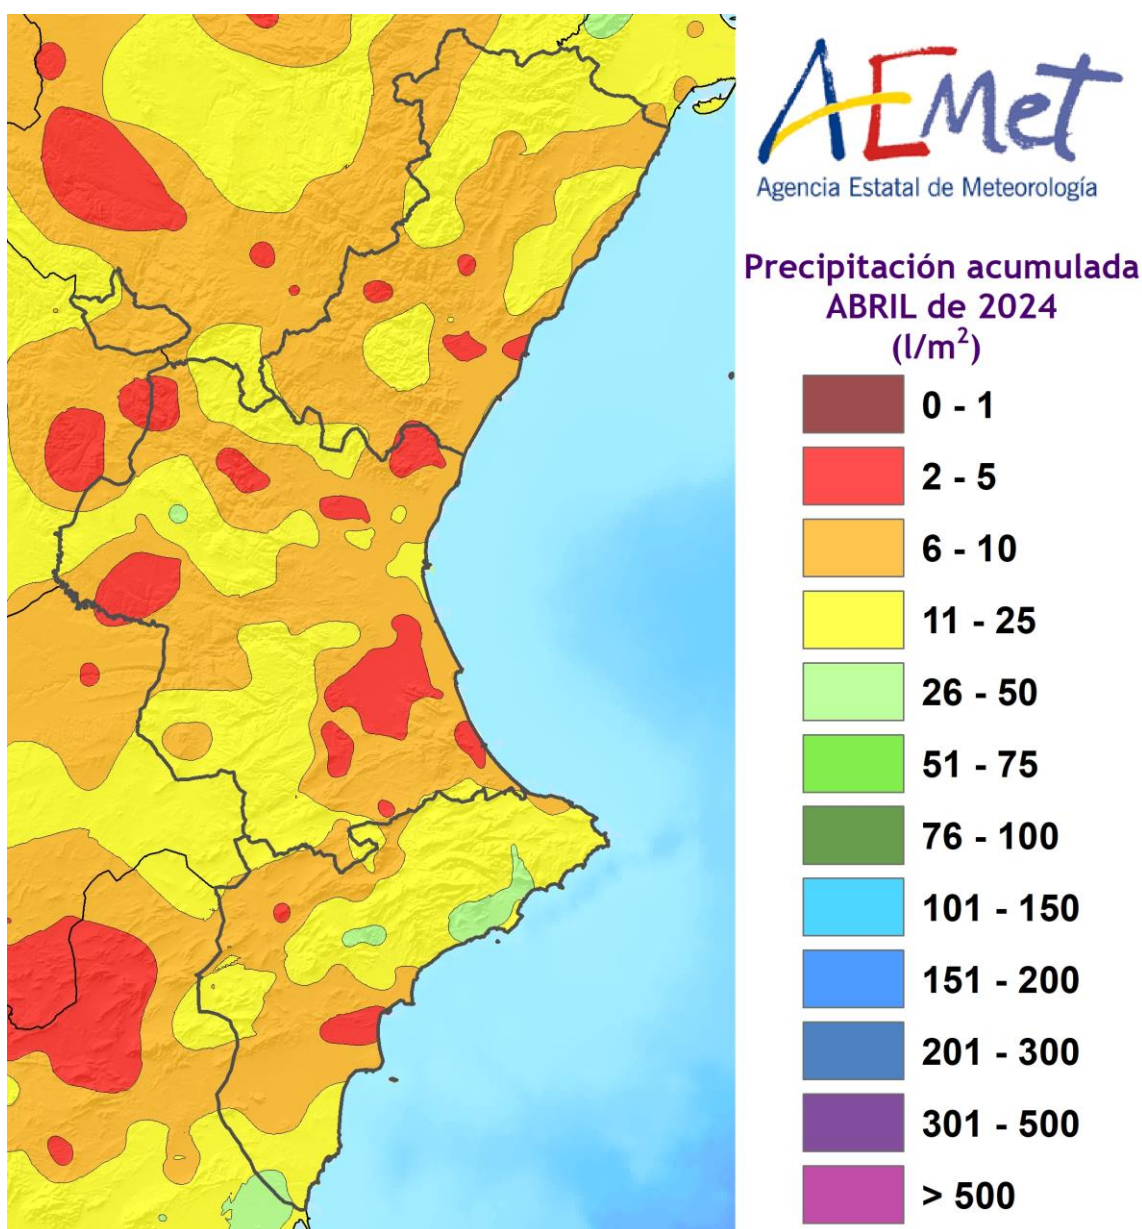 AEMet
Agencia Estatal de Meteorología
Precipitación acumulada
ABRIL de 2024
(l/m²)
0 - 1
2 - 5
6 - 10
11 - 25
26 - 50
51 - 75
76 - 100
101 - 150
151 - 200
201 - 300
301 - 500
> 500